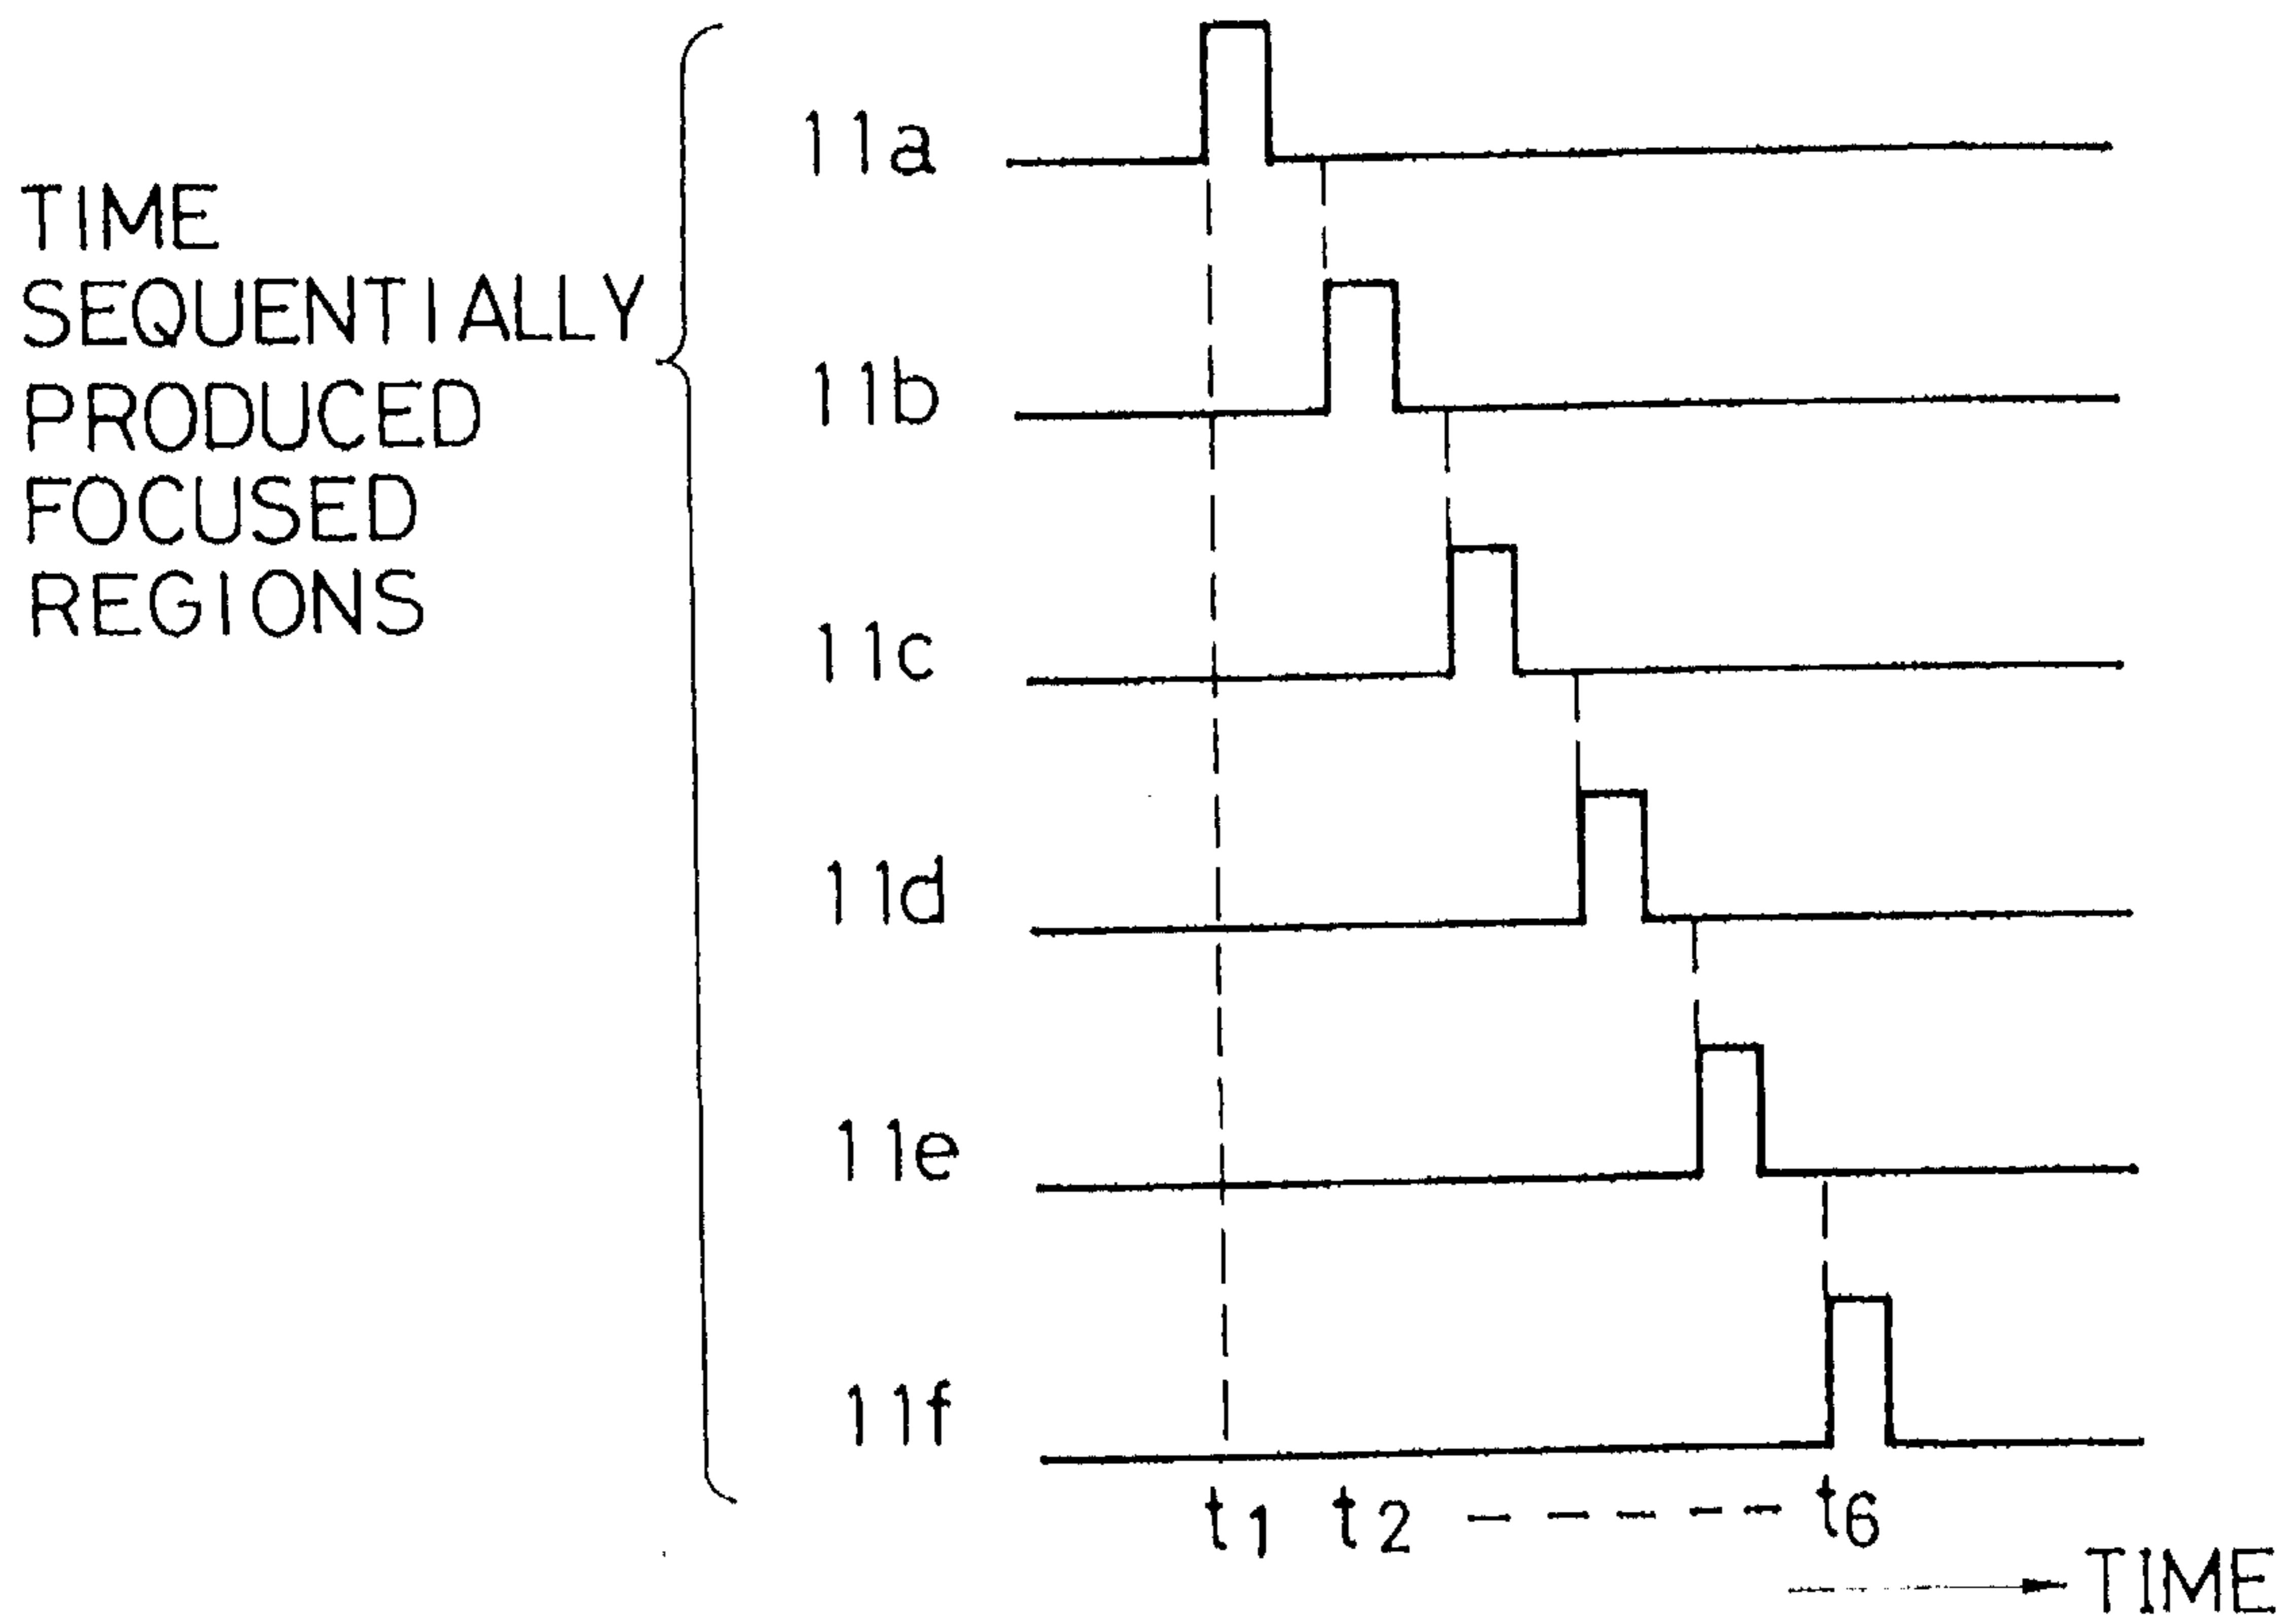 TIME
SEQUENTIALLY
PRODUCED
FOCUSED
REGIONS
11a
11b
11c
11d
11e
11f
t1 t2 - - - - - t6
TIME